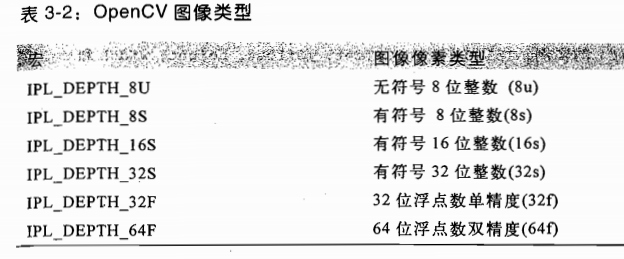 表 3-2：OpenCV 图像类型
宏 图像像素类型
IPL_DEPTH_8U 无符号 8 位整数 (8u)
IPL_DEPTH_8S 有符号 8 位整数(8s)
IPL_DEPTH_16S 有符号 16 位整数(16s)
IPL_DEPTH_32S 有符号 32 位整数(32s)
IPL_DEPTH_32F 32 位浮点数单精度(32f)
IPL_DEPTH_64F 64 位浮点数双精度(64f)